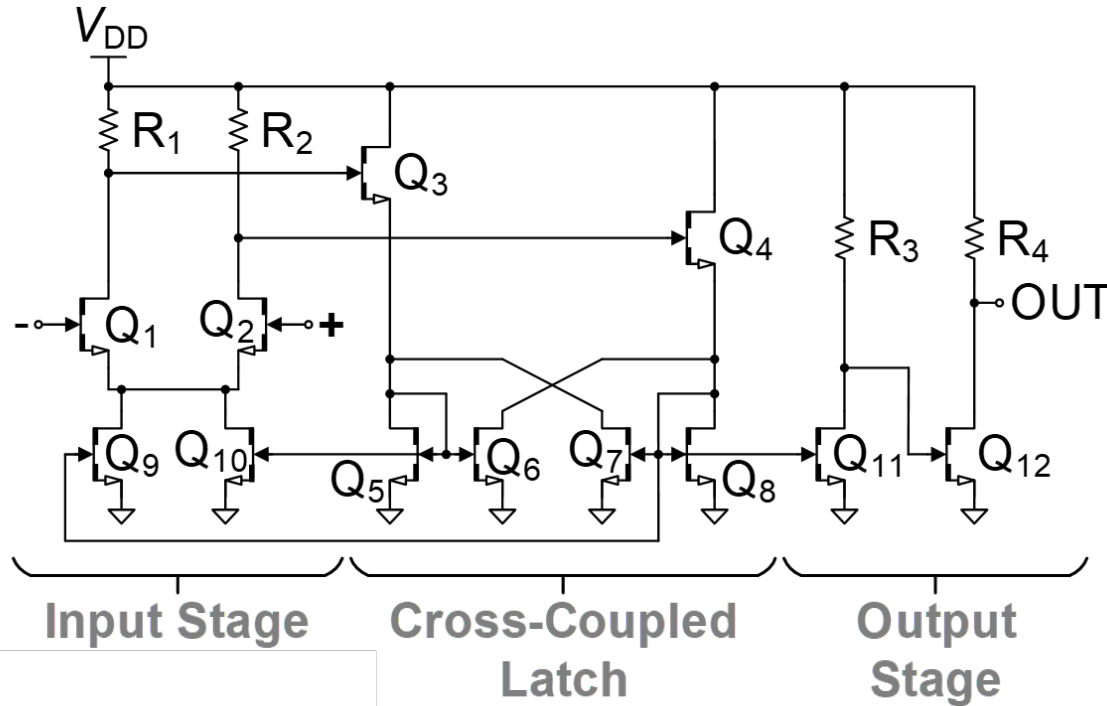 V_DD
R₁
R₂
Q₃
Q₄
R₃
R₄
OUT
-
Q₁
Q₂
+
Q₉
Q₁₀
Q₅
Q₆
Q₇
Q₈
Q₁₁
Q₁₂
Input Stage
Cross-Coupled
Latch
Output
Stage